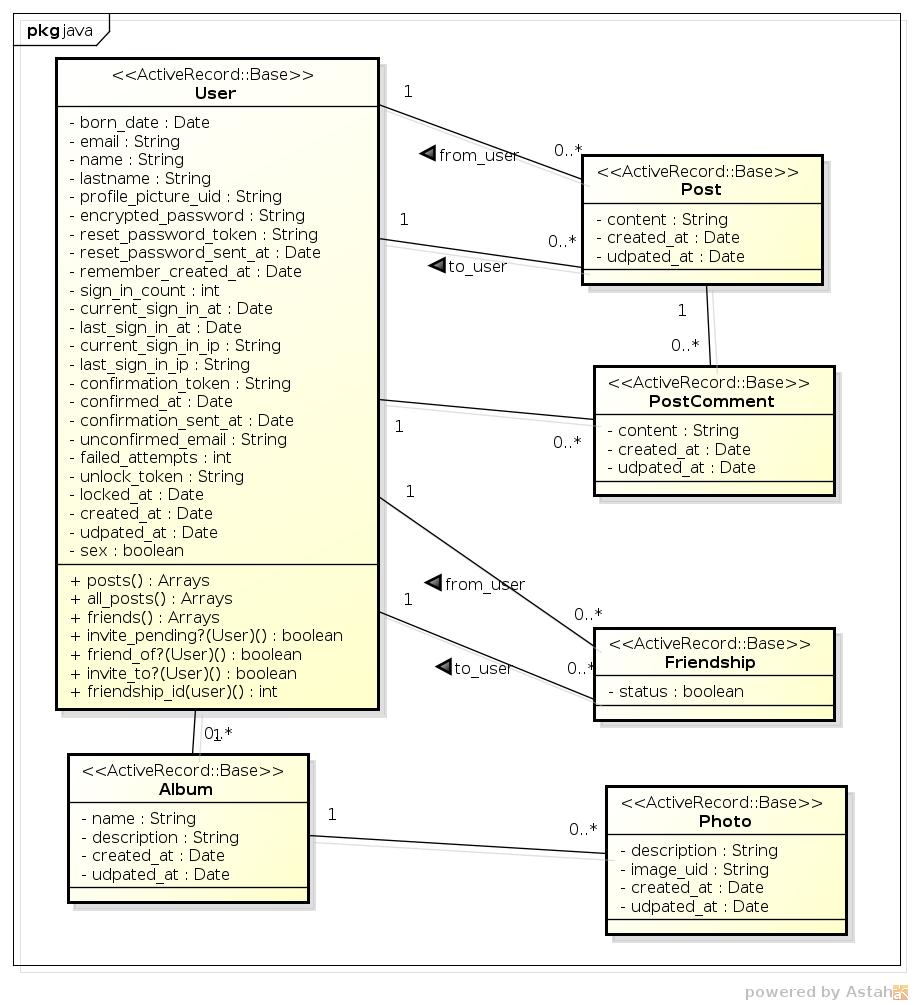 pkg java
<<ActiveRecord::Base>>
User
- born_date : Date
- email : String
- name : String
- lastname : String
- profile_picture_uid : String
- encrypted_password : String
- reset_password_token : String
- reset_password_sent_at : Date
- remember_created_at : Date
- sign_in_count : int
- current_sign_in_at : Date
- last_sign_in_at : Date
- current_sign_in_ip : String
- last_sign_in_ip : String
- confirmation_token : String
- confirmed_at : Date
- confirmation_sent_at : Date
- unconfirmed_email : String
- failed_attempts : int
- unlock_token : String
- locked_at : Date
- created_at : Date
- udpated_at : Date
- sex : boolean
+ posts() : Arrays
+ all_posts() : Arrays
+ friends() : Arrays
+ invite_pending?(User)() : boolean
+ friend_of?(User)() : boolean
+ invite_to?(User)() : boolean
+ friendship_id(user)() : int
1
from_user
0..*
1
to_user
0..*
<<ActiveRecord::Base>>
Post
- content : String
- created_at : Date
- udpated_at : Date
1
0..*
<<ActiveRecord::Base>>
PostComment
- content : String
- created_at : Date
- udpated_at : Date
1
0..*
1
from_user
0..*
1
to_user
0..*
<<ActiveRecord::Base>>
Friendship
- status : boolean
1
0..*
<<ActiveRecord::Base>>
Album
- name : String
- description : String
- created_at : Date
- udpated_at : Date
1
0..*
<<ActiveRecord::Base>>
Photo
- description : String
- image_uid : String
- created_at : Date
- udpated_at : Date
powered by Astah